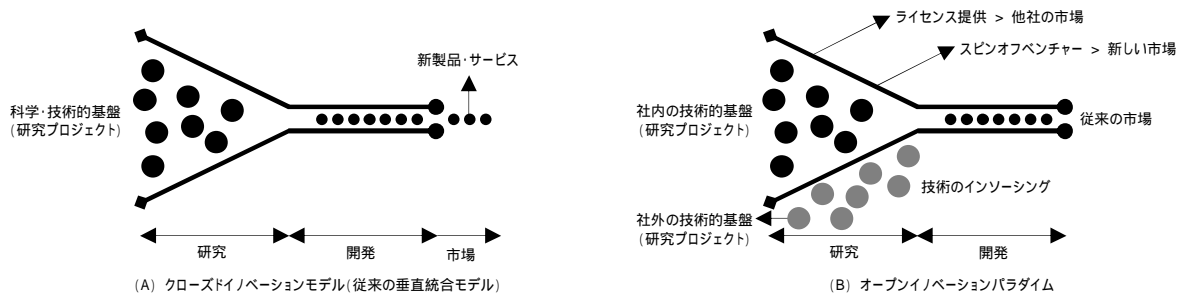 新製品・サービス
科学・技術的基盤
(研究プロジェクト)
研究
開発
市場
(A) クローズドイノベーションモデル(従来の垂直統合モデル)
ライセンス提供 > 他社の市場
スピンオフベンチャー > 新しい市場
社内の技術的基盤
(研究プロジェクト)
従来の市場
技術のインソーシング
社外の技術的基盤
(研究プロジェクト)
研究
開発
(B) オープンイノベーションパラダイム